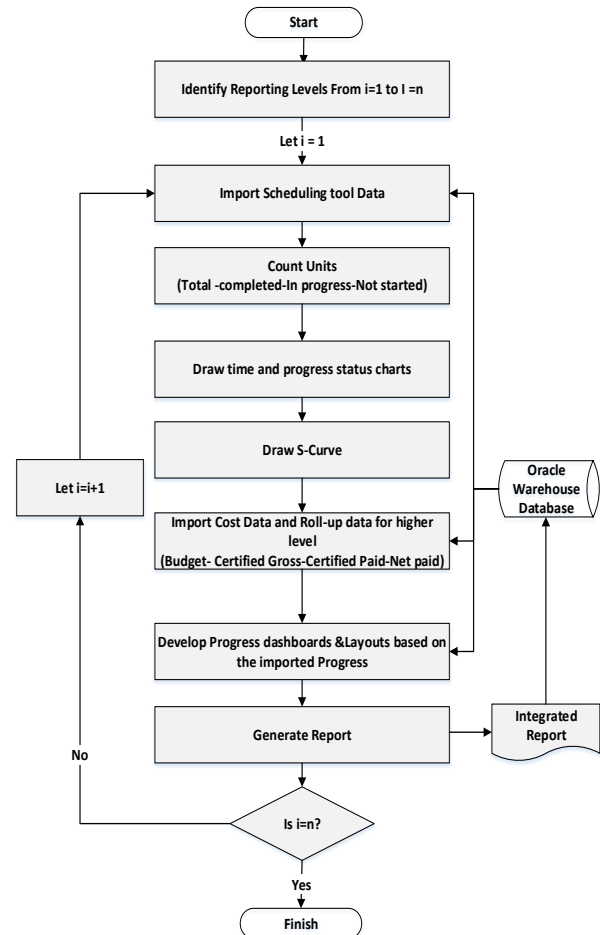 Start
Identify Reporting Levels From i=1 to I =n
Let i = 1
Import Scheduling tool Data
Count Units
(Total -completed-In progress-Not started)
Draw time and progress status charts
Draw S-Curve
Let i=i+1
Oracle
Warehouse
Database
Import Cost Data and Roll-up data for higher
level
(Budget- Certified Gross-Certified Paid-Net paid)
Develop Progress dashboards &Layouts based on
the imported Progress
Generate Report
Integrated
Report
No
Is i=n?
Yes
Finish